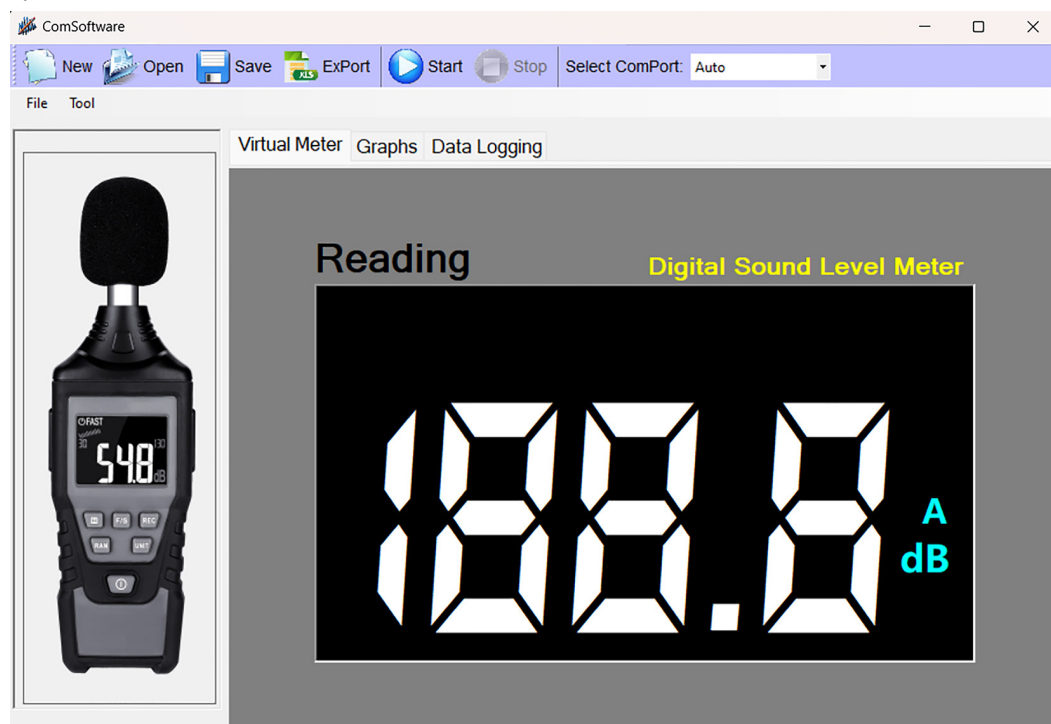 ComSoftware
New Open Save ExPort Start Stop Select ComPort: Auto
File Tool
Virtual Meter Graphs Data Logging
Reading
Digital Sound Level Meter
188.8
A
dB
FAST
30 130
54.8
dB
F/S REC
RAN UNIT